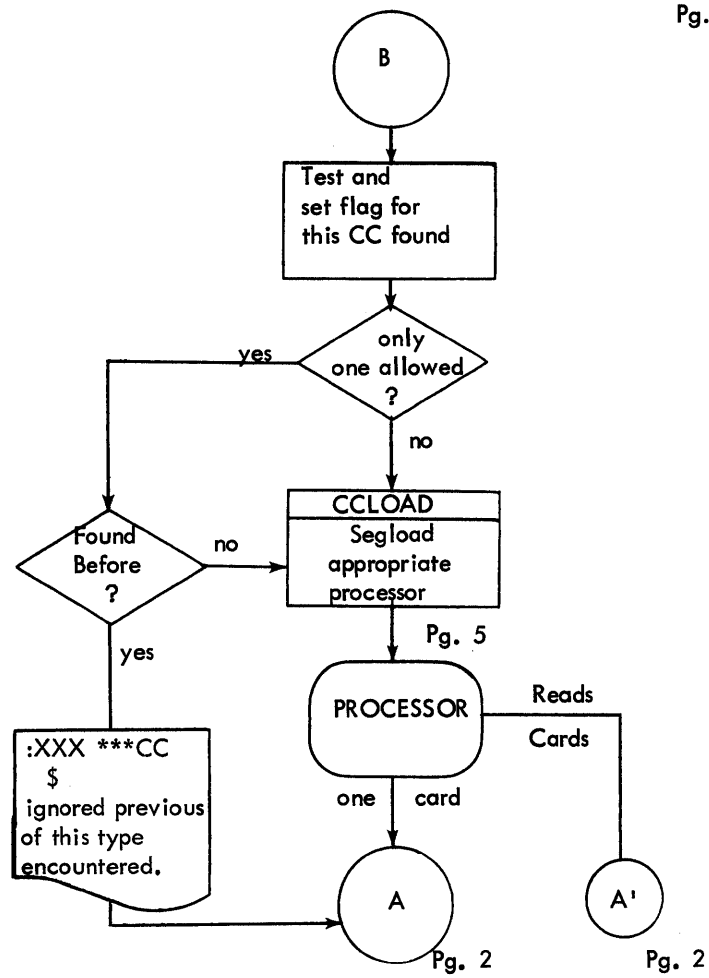 Pg.
B
Test and
set flag for
this CC found
only
one allowed
?
yes
no
CCLOAD
Segload
appropriate
processor
Found
Before
?
no
yes
Pg. 5
PROCESSOR
Reads
Cards
:XXX ***CC
$
ignored previous
of this type
encountered.
one card
A
Pg. 2
A'
Pg. 2